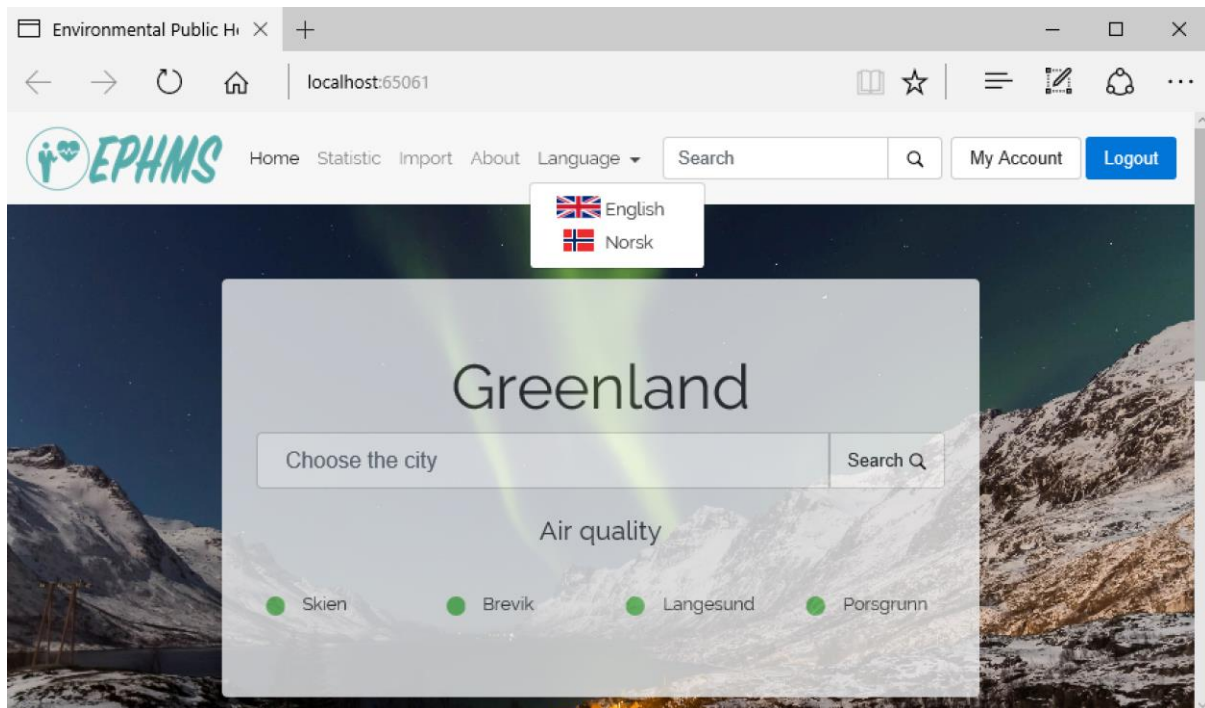 Environmental Public H
localhost:65061
EPHMS Home Statistic Import About Language Search My Account Logout
English
Norsk
Greenland
Choose the city Search
Air quality
Skien Brevik Langesund Porsgrunn